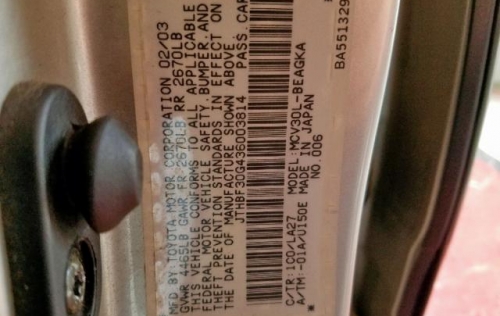 MFD BY: TOYOTA MOTOR CORPORATION 02/03
GVWR 4465LB GAWR FR 2670LB RR 2670LB
THIS VEHICLE CONFORMS TO ALL APPLICABLE
FEDERAL MOTOR VEHICLE SAFETY, BUMPER, AND
THEFT PREVENTION STANDARDS IN EFFECT ON
THE DATE OF MANUFACTURE SHOWN ABOVE.
JTHBF30G436003814 PASS. CAR
C/TR: 1C0/LA27 MODEL: MCV30L-BEAGKA
A/TM: -01A/U150E MADE IN JAPAN
NO 006
BA551329